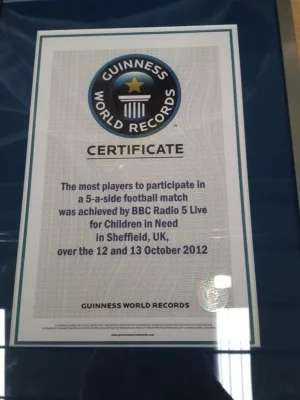 GUINNESS
WORLD RECORDS
CERTIFICATE
The most players to participate in
a 5-a-side football match
was achieved by BBC Radio 5 Live
for Children in Need
in Sheffield, UK,
over the 12 and 13 October 2012
GUINNESS WORLD RECORDS